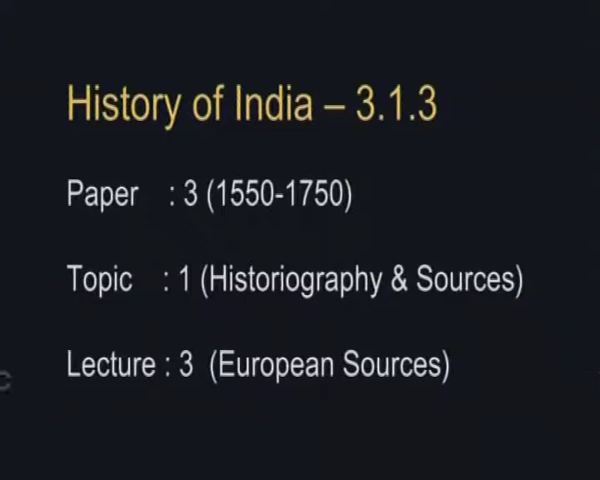 History of India – 3.1.3
Paper : 3 (1550-1750)
Topic : 1 (Historiography & Sources)
Lecture : 3 (European Sources)